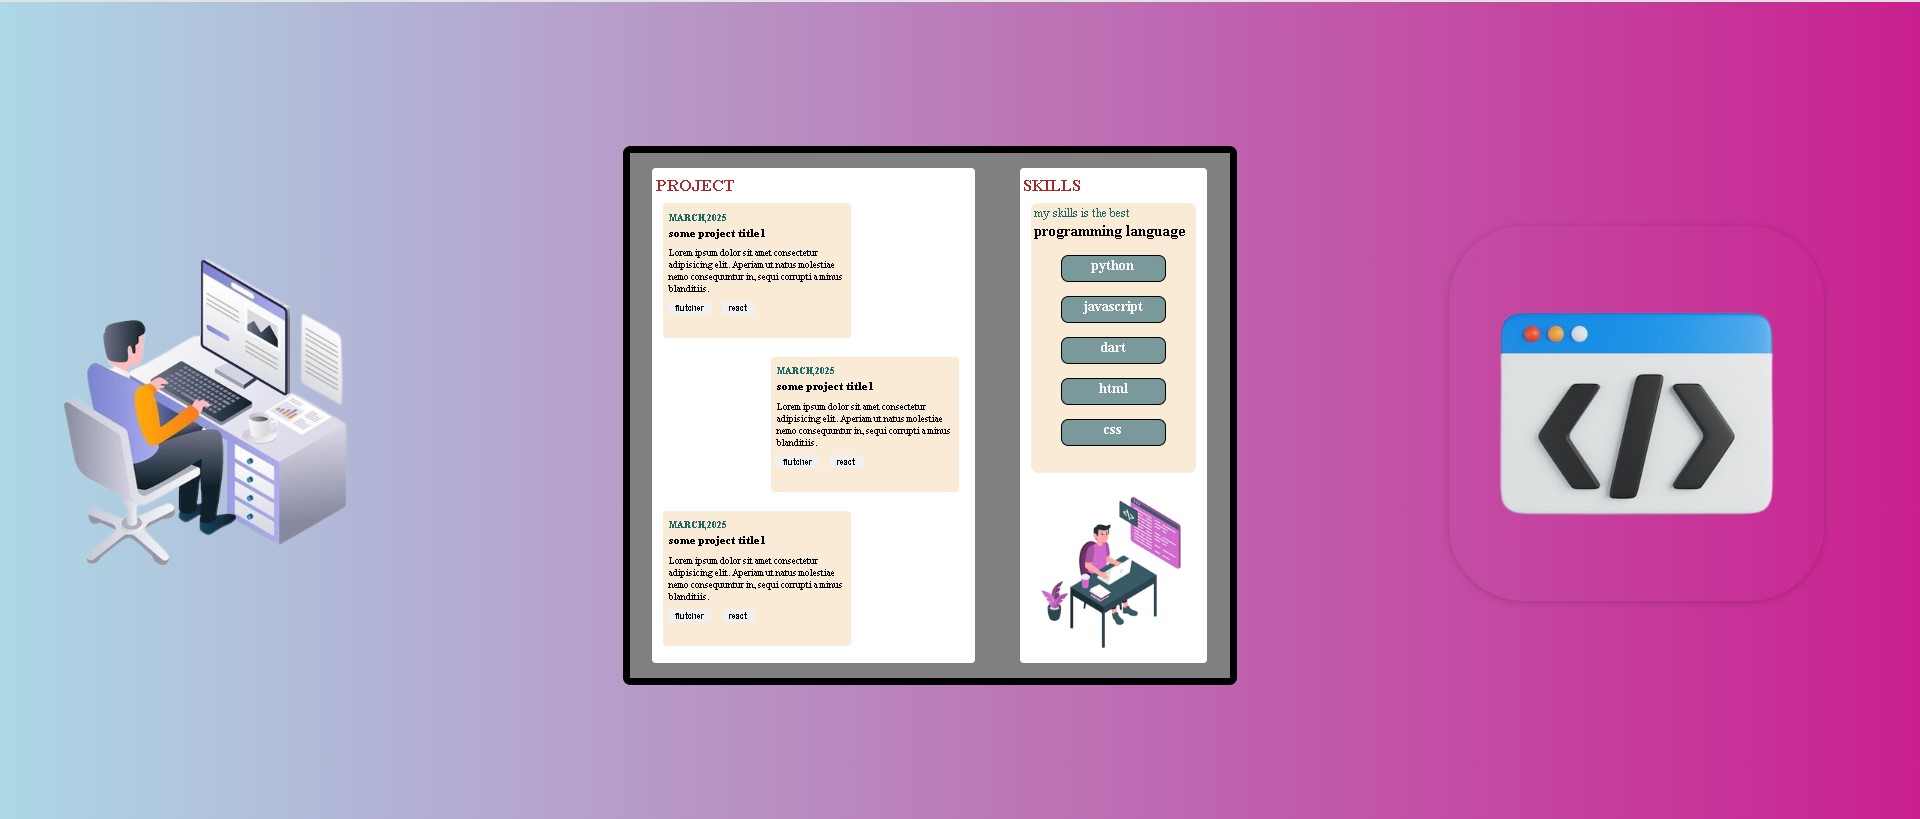 PROJECT
MARCH,2025
some project title1
Lorem ipsum dolor sit amet consectetur
adipisicing elit. Aperiam ut natus molestiae
nemo consequuntur in, sequi corrupti a minus
blanditiis.
flutcher react
MARCH,2025
some project title1
Lorem ipsum dolor sit amet consectetur
adipisicing elit. Aperiam ut natus molestiae
nemo consequuntur in, sequi corrupti a minus
blanditiis.
flutcher react
MARCH,2025
some project title1
Lorem ipsum dolor sit amet consectetur
adipisicing elit. Aperiam ut natus molestiae
nemo consequuntur in, sequi corrupti a minus
blanditiis.
flutcher react
SKILLS
my skills is the best
programming language
python
javascript
dart
html
css
</>